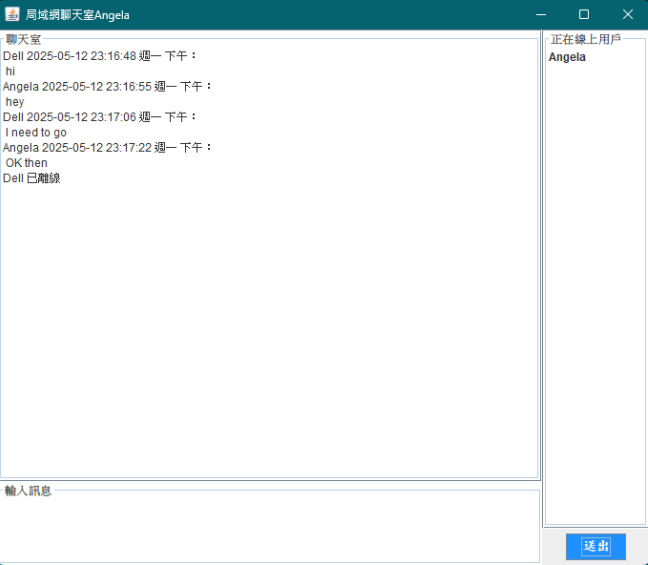 局域網聊天室Angela
聊天室
Dell 2025-05-12 23:16:48 週一 下午：
hi
Angela 2025-05-12 23:16:55 週一 下午：
hey
Dell 2025-05-12 23:17:06 週一 下午：
I need to go
Angela 2025-05-12 23:17:22 週一 下午：
OK then
Dell 已離線
正在線上用戶
Angela
輸入訊息
送出